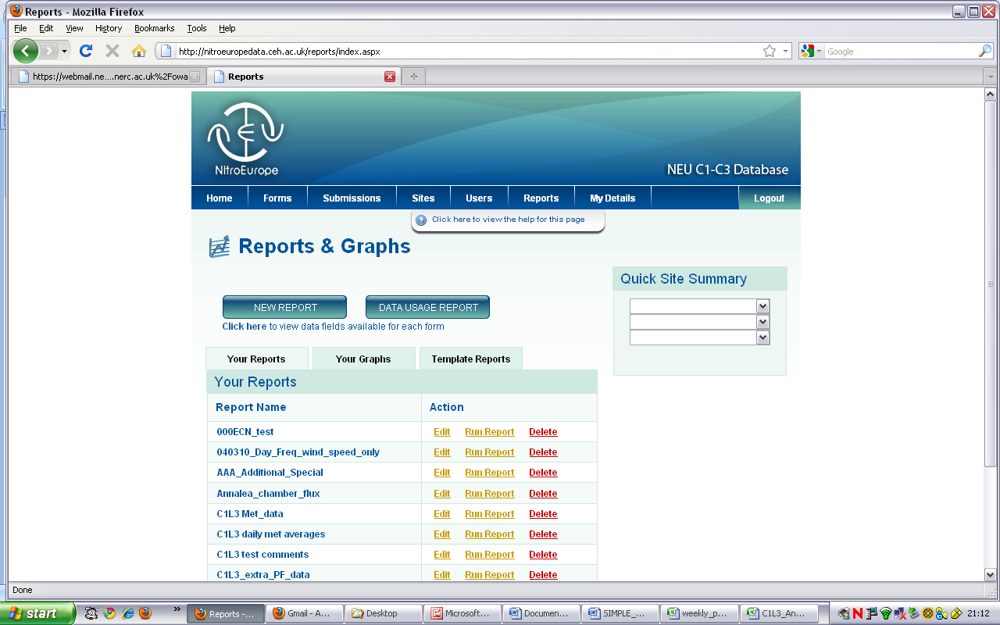 Reports - Mozilla Firefox
File Edit View History Bookmarks Tools Help
http://nitroeuropedata.ceh.ac.uk/reports/index.aspx
Google
https://webmail.ne....nerc.ac.uk%2Fowa
Reports
NitroEurope
NEU C1-C3 Database
Home Forms Submissions Sites Users Reports My Details Logout
Click here to view the help for this page
Reports & Graphs
Quick Site Summary
NEW REPORT DATA USAGE REPORT
Click here to view data fields available for each form
Your Reports Your Graphs Template Reports
Your Reports
Report Name Action
000ECN_test Edit Run Report Delete
040310_Day_Freq_wind_speed_only Edit Run Report Delete
AAA_Additional_Special Edit Run Report Delete
Annalea_chamber_flux Edit Run Report Delete
C1L3 Met_data Edit Run Report Delete
C1L3 daily met averages Edit Run Report Delete
C1L3 test comments Edit Run Report Delete
C1L3_extra_PF_data Edit Run Report Delete
Done
start Reports -... Gmail - A... Desktop Microsoft... Documen... SIMPLE_... weekly_p... C1L3_An... 21:12